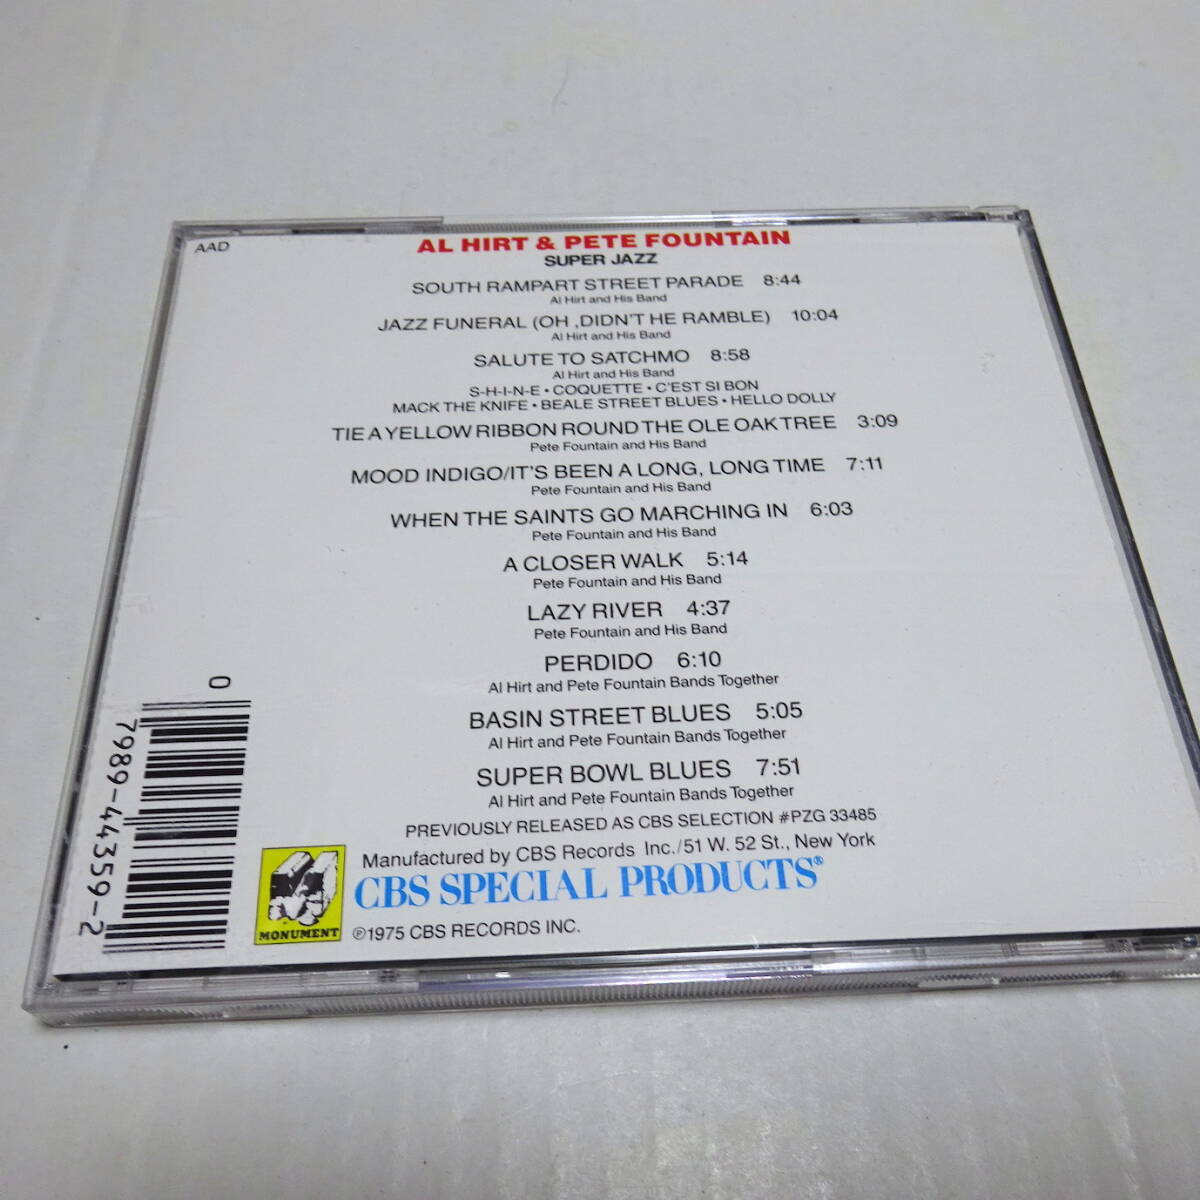 AAD
AL HIRT & PETE FOUNTAIN
SUPER JAZZ
SOUTH RAMPART STREET PARADE 8:44
Al Hirt and His Band
JAZZ FUNERAL (OH ,DIDN'T HE RAMBLE) 10:04
Al Hirt and His Band
SALUTE TO SATCHMO 8:58
Al Hirt and His Band
S-H-I-N-E • COQUETTE • C'EST SI BON
MACK THE KNIFE • BEALE STREET BLUES • HELLO DOLLY
TIE A YELLOW RIBBON ROUND THE OLE OAK TREE 3:09
Pete Fountain and His Band
MOOD INDIGO/IT'S BEEN A LONG, LONG TIME 7:11
Pete Fountain and His Band
WHEN THE SAINTS GO MARCHING IN 6:03
Pete Fountain and His Band
A CLOSER WALK 5:14
Pete Fountain and His Band
LAZY RIVER 4:37
Pete Fountain and His Band
PERDIDO 6:10
Al Hirt and Pete Fountain Bands Together
BASIN STREET BLUES 5:05
Al Hirt and Pete Fountain Bands Together
SUPER BOWL BLUES 7:51
Al Hirt and Pete Fountain Bands Together
PREVIOUSLY RELEASED AS CBS SELECTION #PZG 33485
Manufactured by CBS Records Inc./51 W. 52 St., New York
CBS SPECIAL PRODUCTS®
℗1975 CBS RECORDS INC.
MONUMENT
0 7989-44359-2